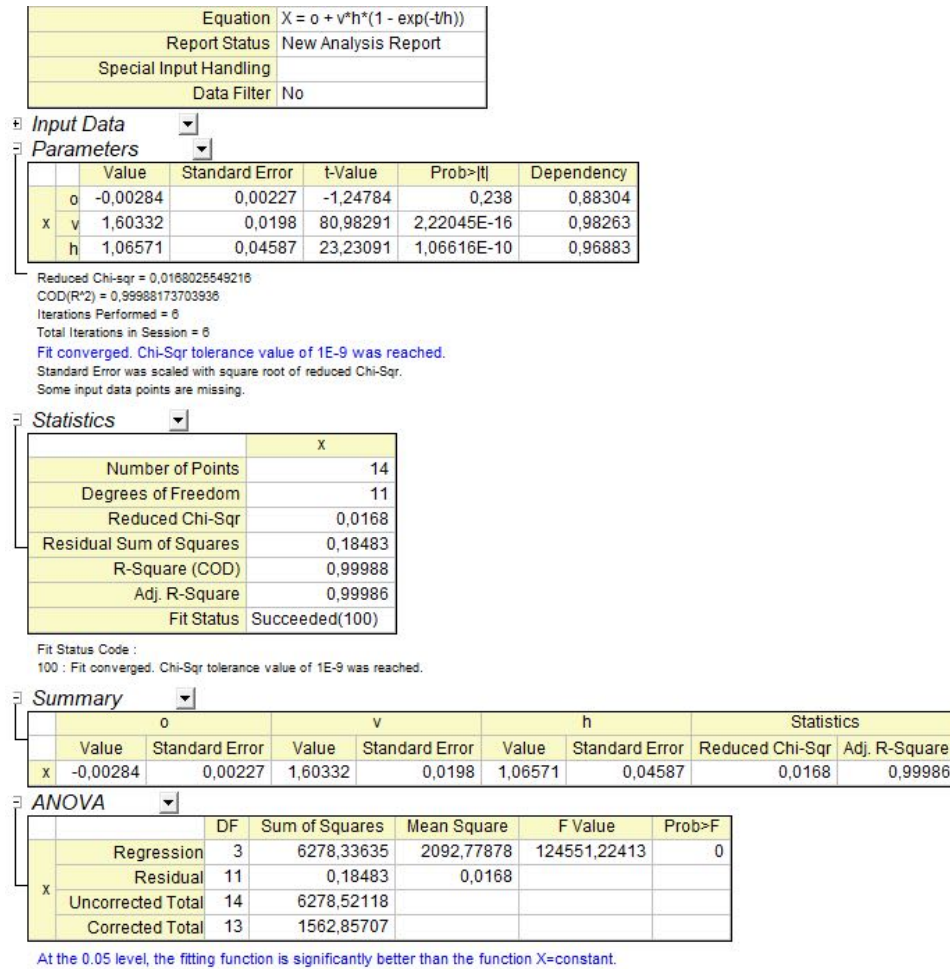 Equation X = o + v*h*(1 - exp(-t/h))
Report Status New Analysis Report
Special Input Handling
Data Filter No
Input Data
Parameters
Value Standard Error t-Value Prob>|t| Dependency
o -0,00284 0,00227 -1,24784 0,238 0,88304
x v 1,60332 0,0198 80,98291 2,22045E-16 0,98263
h 1,06571 0,04587 23,23091 1,06616E-10 0,96883
Reduced Chi-sqr = 0,0168025549216
COD(R^2) = 0,99988173703936
Iterations Performed = 6
Total Iterations in Session = 6
Fit converged. Chi-Sqr tolerance value of 1E-9 was reached.
Standard Error was scaled with square root of reduced Chi-Sqr.
Some input data points are missing.
Statistics
x
Number of Points 14
Degrees of Freedom 11
Reduced Chi-Sqr 0,0168
Residual Sum of Squares 0,18483
R-Square (COD) 0,99988
Adj. R-Square 0,99986
Fit Status Succeeded(100)
Fit Status Code :
100 : Fit converged. Chi-Sqr tolerance value of 1E-9 was reached.
Summary
o v h Statistics
Value Standard Error Value Standard Error Value Standard Error Reduced Chi-Sqr Adj. R-Square
x -0,00284 0,00227 1,60332 0,0198 1,06571 0,04587 0,0168 0,99986
ANOVA
DF Sum of Squares Mean Square F Value Prob>F
Regression 3 6278,33635 2092,77878 124551,22413 0
x Residual 11 0,18483 0,0168
Uncorrected Total 14 6278,52118
Corrected Total 13 1562,85707
At the 0.05 level, the fitting function is significantly better than the function X=constant.